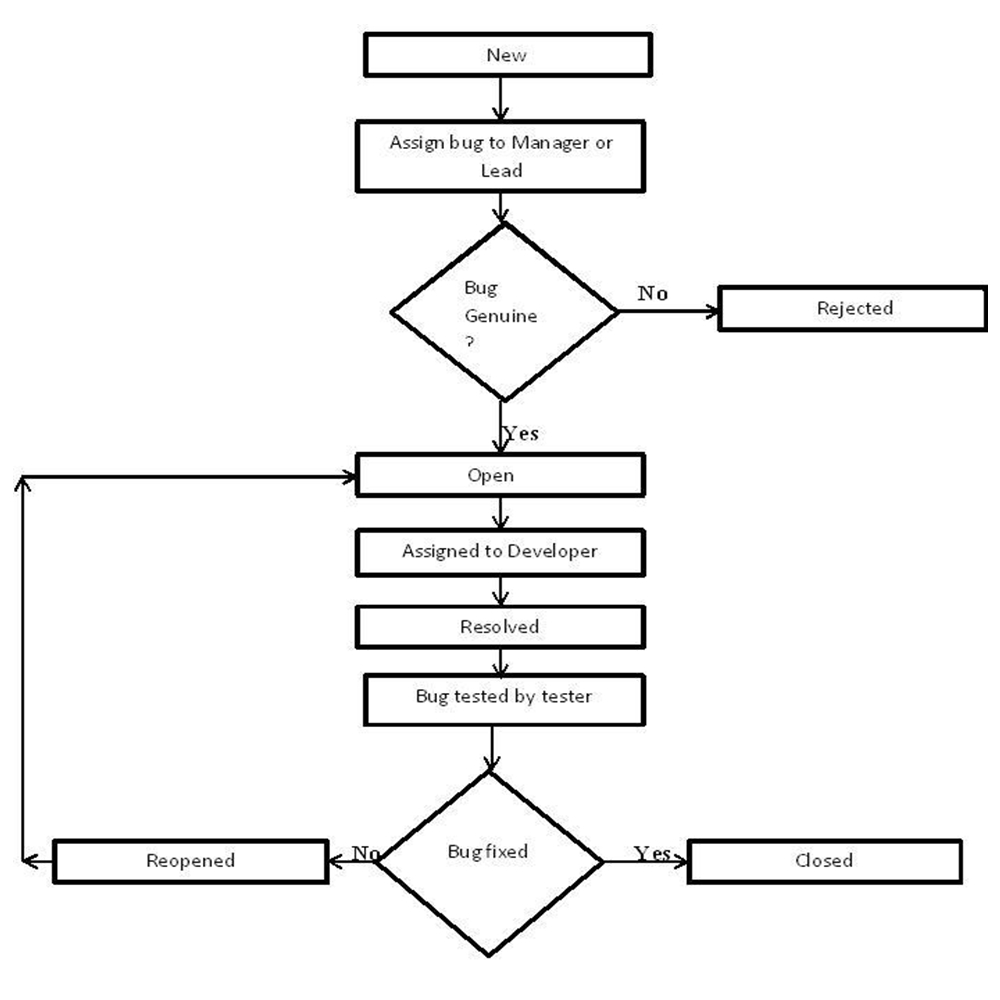 New
Assign bug to Manager or
Lead
Bug
Genuine
?
No
Rejected
Yes
Open
Assigned to Developer
Resolved
Bug tested by tester
Reopened
No
Bug fixed
Yes
Closed